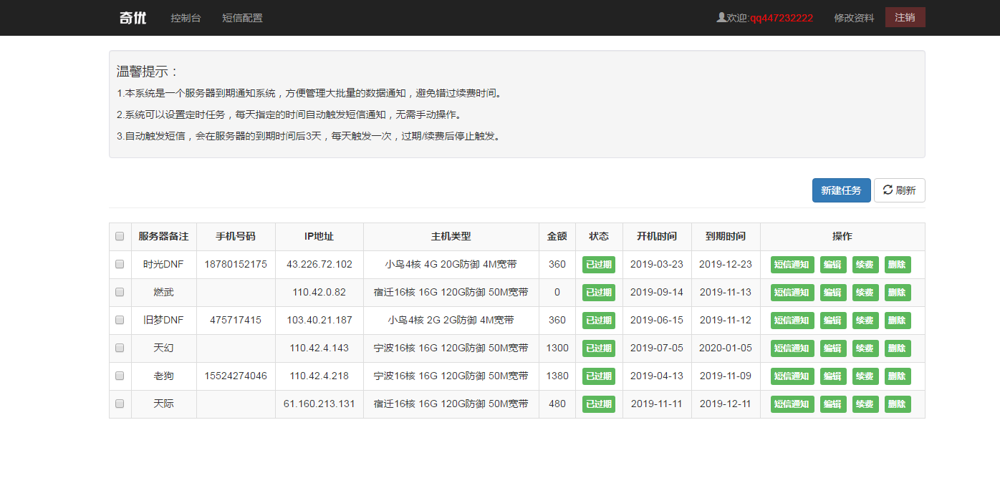 奇优 控制台 短信配置 欢迎:qq447232222 修改资料 注销
温馨提示：
1.本系统是一个服务器到期通知系统，方便管理大批量的数据通知，避免错过续费时间。
2.系统可以设置定时任务，每天指定的时间自动触发短信通知，无需手动操作。
3.自动触发短信，会在服务器的到期时间后3天，每天触发一次，过期/续费后停止触发。
新建任务 刷新
服务器备注 手机号码 IP地址 主机类型 金额 状态 开机时间 到期时间 操作
时光DNF 18780152175 43.226.72.102 小鸟4核 4G 20G防御 4M宽带 360 已过期 2019-03-23 2019-12-23 短信通知 编辑 续费 删除
燃武 110.42.0.82 宿迁16核 16G 120G防御 50M宽带 0 已过期 2019-09-14 2019-11-13 短信通知 编辑 续费 删除
旧梦DNF 475717415 103.40.21.187 小鸟4核 2G 2G防御 4M宽带 360 已过期 2019-06-15 2019-11-12 短信通知 编辑 续费 删除
天幻 110.42.4.143 宁波16核 16G 120G防御 50M宽带 1300 已过期 2019-07-05 2020-01-05 短信通知 编辑 续费 删除
老狗 15524274046 110.42.4.218 宁波16核 16G 120G防御 50M宽带 1380 已过期 2019-04-13 2019-11-09 短信通知 编辑 续费 删除
天际 61.160.213.131 宿迁16核 16G 120G防御 50M宽带 480 已过期 2019-11-11 2019-12-11 短信通知 编辑 续费 删除